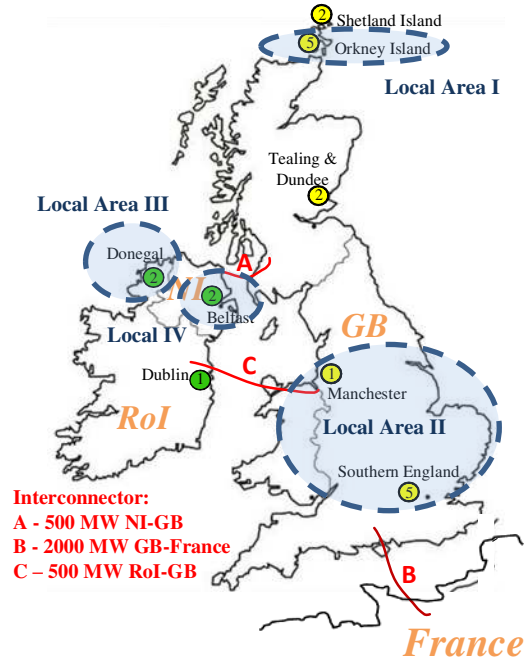 2
Shetland Island
5
Orkney Island
Local Area I
Tealing &
Dundee
2
Local Area III
Donegal
2
NI
A
2
Belfast
Local IV
GB
C
Dublin
1
1
Manchester
RoI
Local Area II
Southern England
5
Interconnector:
A - 500 MW NI-GB
B - 2000 MW GB-France
C – 500 MW RoI-GB
B
France